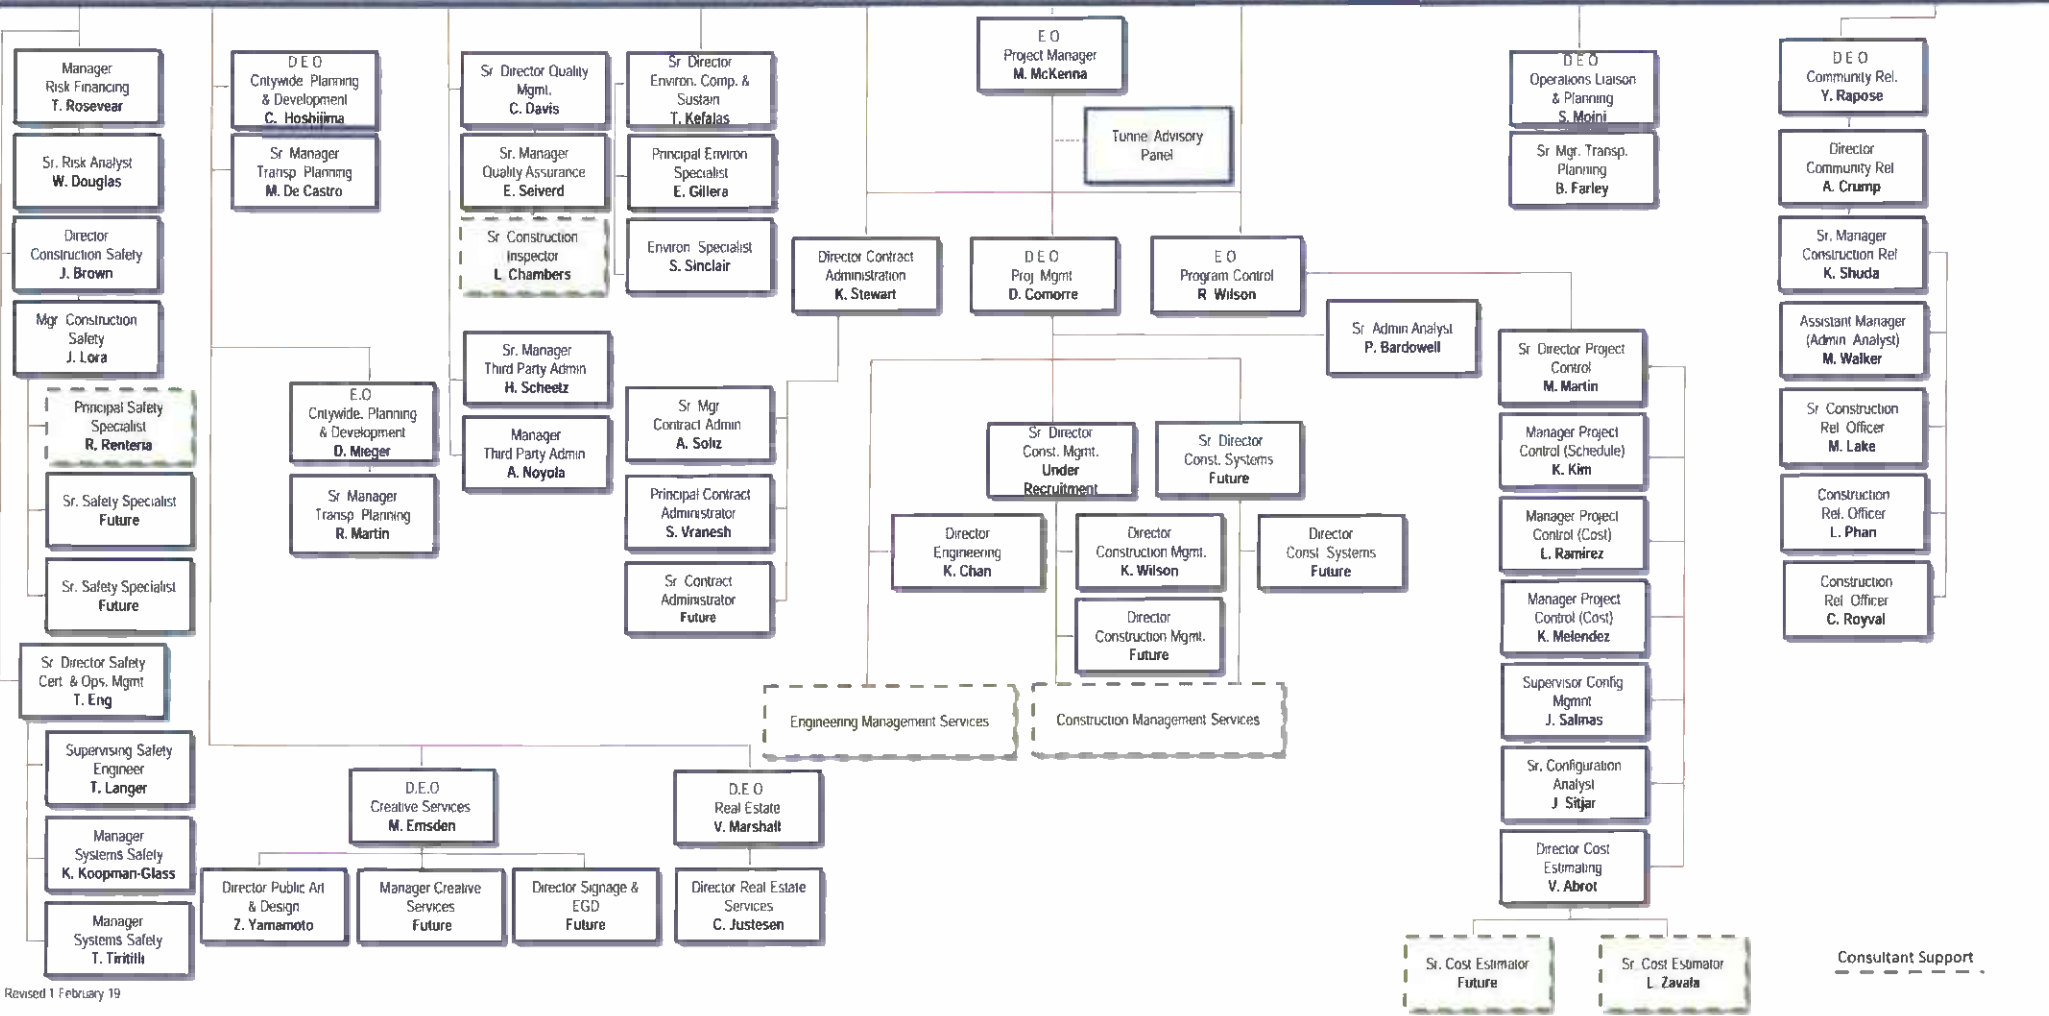 Manager
Risk Financing
T. Rosevear
Sr. Risk Analyst
W. Douglas
Director
Construction Safety
J. Brown
Mgr Construction
Safety
J. Lora
Principal Safety
Specialist
R. Renteria
Sr. Safety Specialist
Future
Sr. Safety Specialist
Future
Sr Director Safety
Cert & Ops. Mgmt
T. Eng
Supervising Safety
Engineer
T. Langer
Manager
Systems Safety
K. Koopman-Glass
Manager
Systems Safety
Revised 1 February 19
D E O
Cntywide Planning
& Development
C. Hoshijima
Sr Manager
Transp Planning
M. De Castro
E.O
Cntywide. Planning
& Development
D. Mieger
Sr Manager
Transp Planning
R. Martin
D.E.O
Creative Services
M. Emsden
Director Public Art
& Design
Z. Yamamoto
Manager Creative
Services
Future
Director Signage &
EGD
Future
D.E O
Real Estate
V. Marshall
Director Real Estate
Services
C. Justesen
Sr Director Quality
Mgmt.
C. Davis
Sr. Manager
Quality Assurance
E. Seiverd
Sr Construction
Inspector
L. Chambers
Sr. Manager
Third Party Admin
H. Scheetz
Manager
Third Party Admin
A. Noyola
Sr Director
Environ. Comp. &
Sustain
T. Kefalas
Principal Environ
Specialist
E. Gillera
Environ Specialist
S. Sinclair
Sr Mgr
Contract Admin
A. Soliz
Principal Contract
Administrator
S. Vranesh
Sr Contract
Administrator
Future
E O
Project Manager
M. McKenna
Tunnel Advisory
Panel
Director Contract
Administration
K. Stewart
D E O
Proj Mgmt
D. Comorre
E O
Program Control
R Wilson
Sr Admin Analyst
P. Bardowell
Sr Director
Const. Mgmt.
Under
Recruitment
Sr Director
Const. Systems
Future
Director
Engineering
K. Chan
Director
Construction Mgmt.
K. Wilson
Director
Const Systems
Future
Director
Construction Mgmt.
Future
Engineering Management Services
Construction Management Services
Sr Director Project
Control
M. Martin
Manager Project
Control (Schedule)
K. Kim
Manager Project
Control (Cost)
L. Ramirez
Manager Project
Control (Cost)
K. Melendez
Supervisor Config
Mgmnt
J. Salinas
Sr. Configuration
Analyst
J Sitjar
Director Cost
Estimating
V. Abrot
Sr. Cost Estimator
Future
Sr Cost Estimator
L Zavala
D E O
Operations Liaison
& Planning
S. Moini
Sr Mgr. Transp.
Planning
B. Farley
D E O
Community Rel.
Y. Rapose
Director
Community Rel
A. Crump
Sr. Manager
Construction Rel
K. Shuda
Assistant Manager
(Admin Analyst)
M. Walker
Sr Construction
Rel Officer
M. Lake
Construction
Rel. Officer
L. Phan
Construction
Rel Officer
C. Royval
Consultant Support